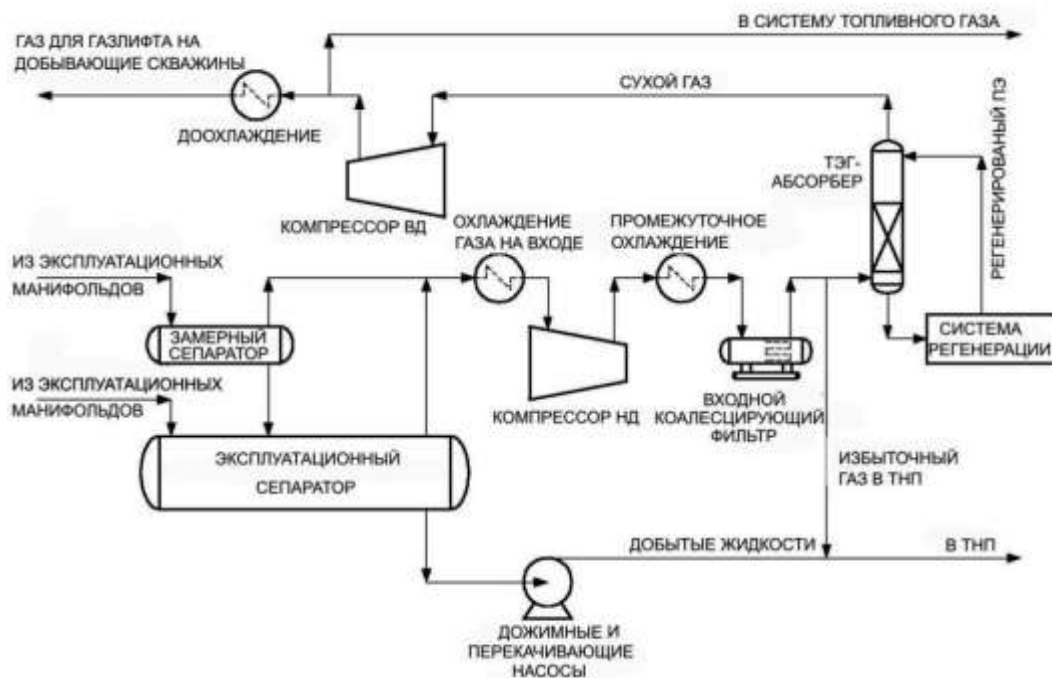 В СИСТЕМУ ТОПЛИВНОГО ГАЗА
ГАЗ ДЛЯ ГАЗЛИФТА НА
ДОБЫВАЮЩИЕ СКВАЖИНЫ
СУХОЙ ГАЗ
ДООХЛАЖДЕНИЕ
ТЭГ-
АБСОРБЕР
РЕГЕНЕРИРОВАНЫЙ ПЭ
КОМПРЕССОР ВД
ОХЛАЖДЕНИЕ
ГАЗА НА ВХОДЕ
ПРОМЕЖУТОЧНОЕ
ОХЛАЖДЕНИЕ
ИЗ ЭКСПЛУАТАЦИОННЫХ
МАНИФОЛЬДОВ
ЗАМЕРНЫЙ
СЕПАРАТОР
СИСТЕМА
РЕГЕНЕРАЦИИ
ИЗ ЭКСПЛУАТАЦИОННЫХ
МАНИФОЛЬДОВ
КОМПРЕССОР НД
ВХОДНОЙ
КОАЛЕСЦИРУЮЩИЙ
ФИЛЬТР
ЭКСПЛУАТАЦИОННЫЙ
СЕПАРАТОР
ИЗБЫТОЧНЫЙ
ГАЗ В ТНП
ДОБЫТЫЕ ЖИДКОСТИ
В ТНП
ДОЖИМНЫЕ И
ПЕРЕКАЧИВАЮЩИЕ
НАСОСЫ